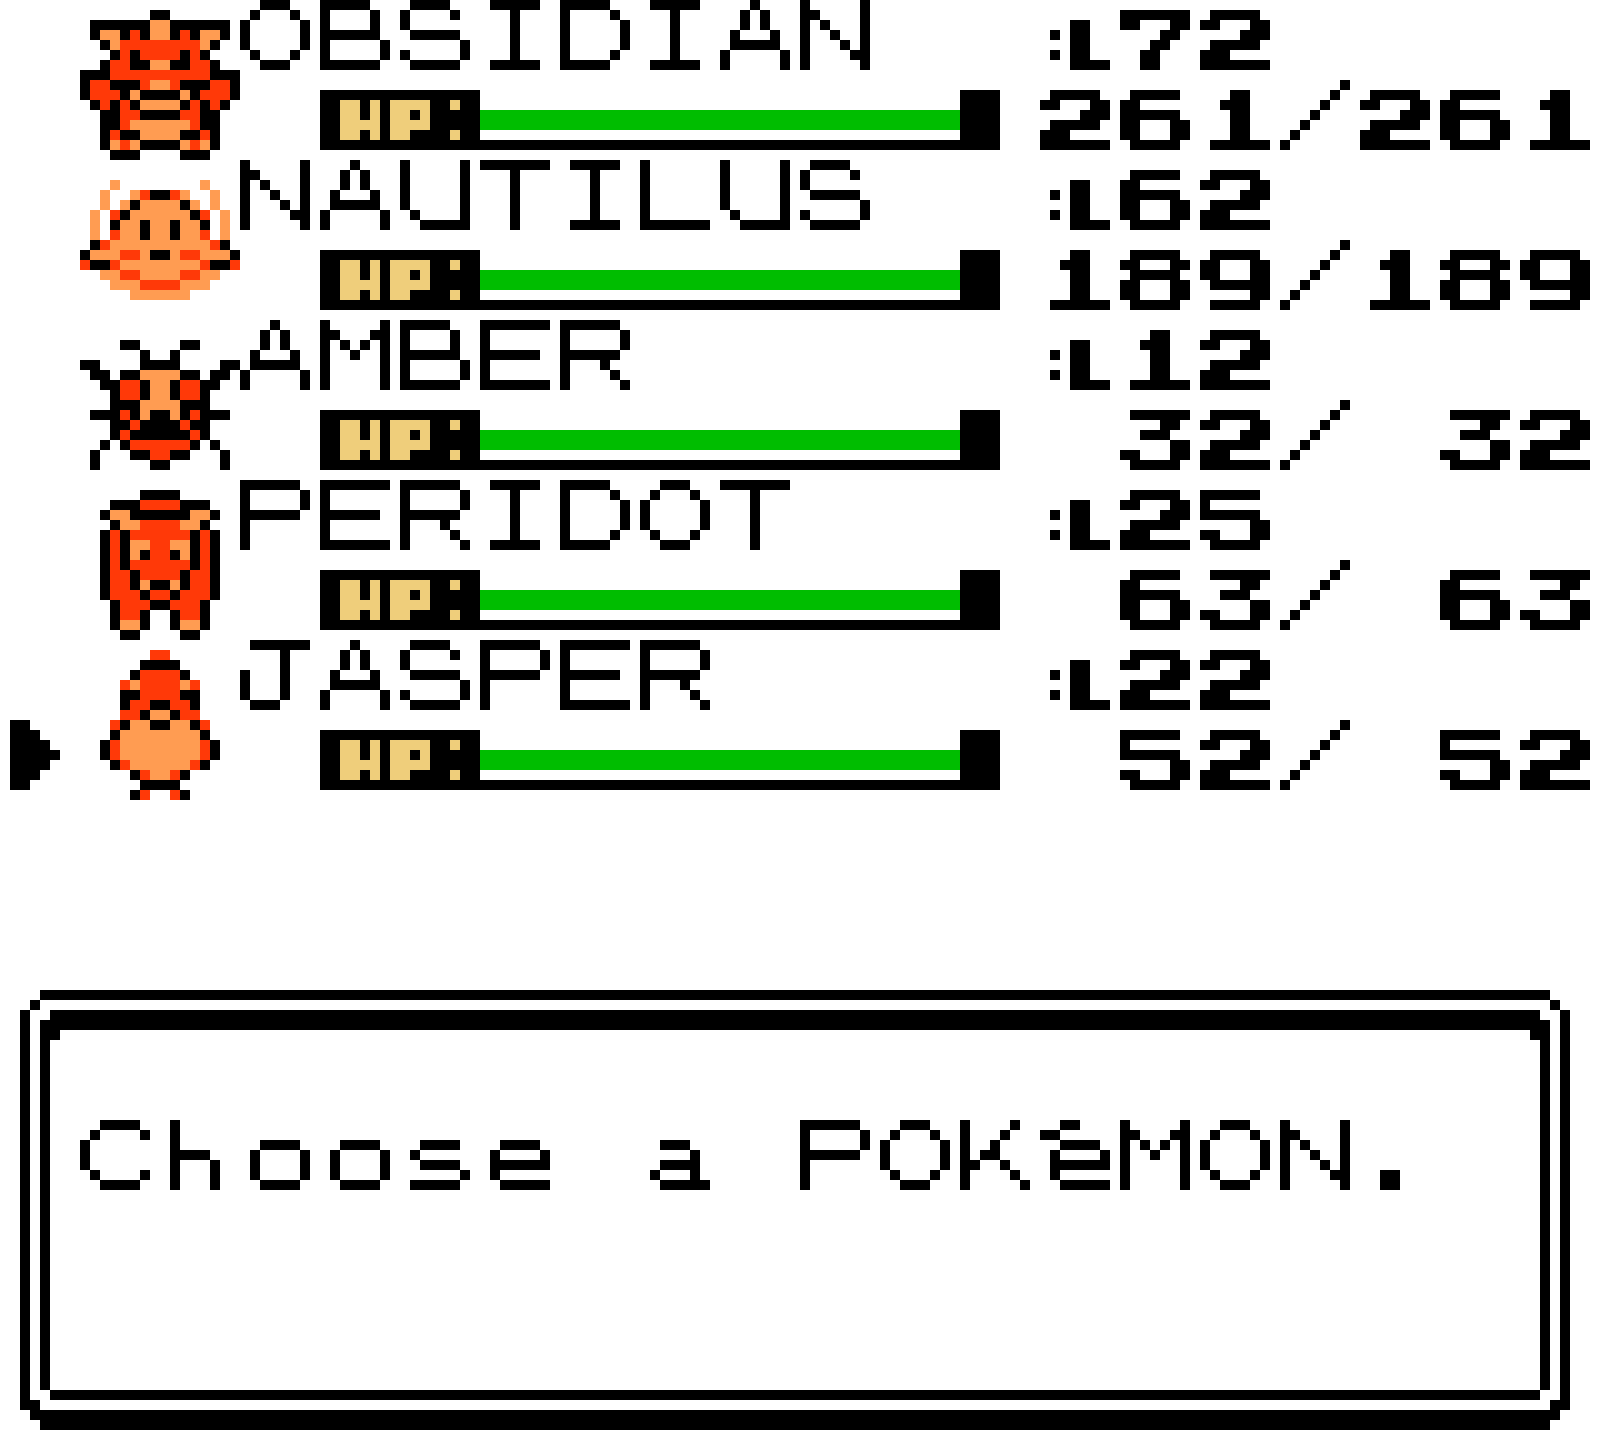 OBSIDIAN :L72
HP: 261/261
NAUTILUS :L62
HP: 189/189
AMBER :L12
HP: 32/ 32
PERIDOT :L25
HP: 63/ 63
JASPER :L22
HP: 52/ 52
Choose a POKéMON.